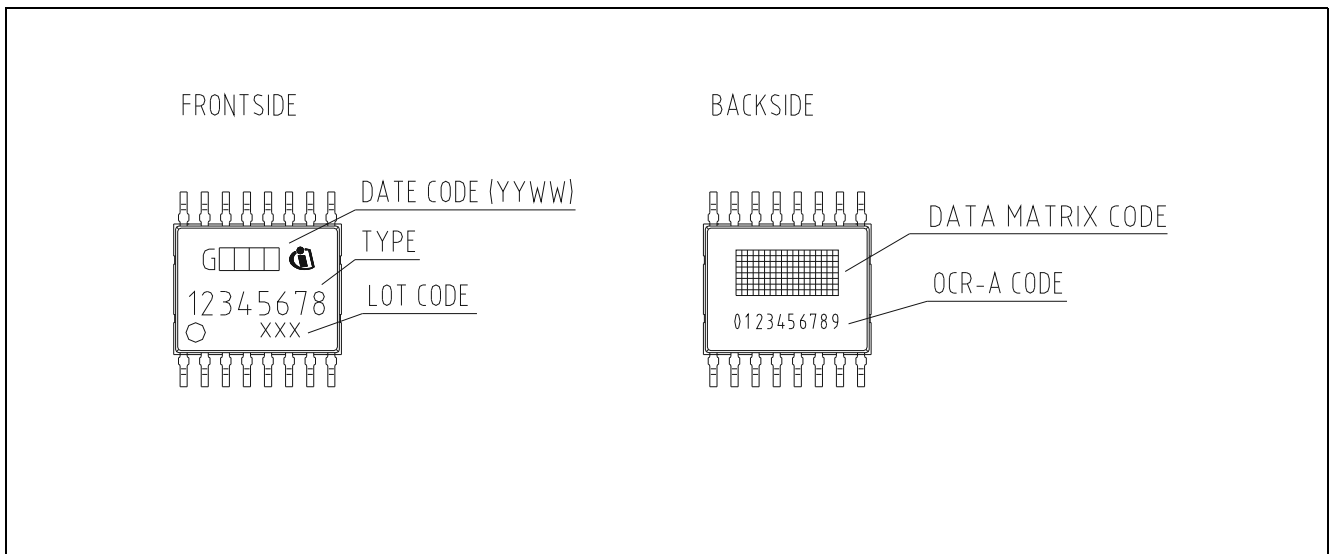 FRONTSIDE
BACKSIDE
DATE CODE (YYWW)
TYPE
LOT CODE
G
12345678
XXX
DATA MATRIX CODE
OCR-A CODE
0123456789